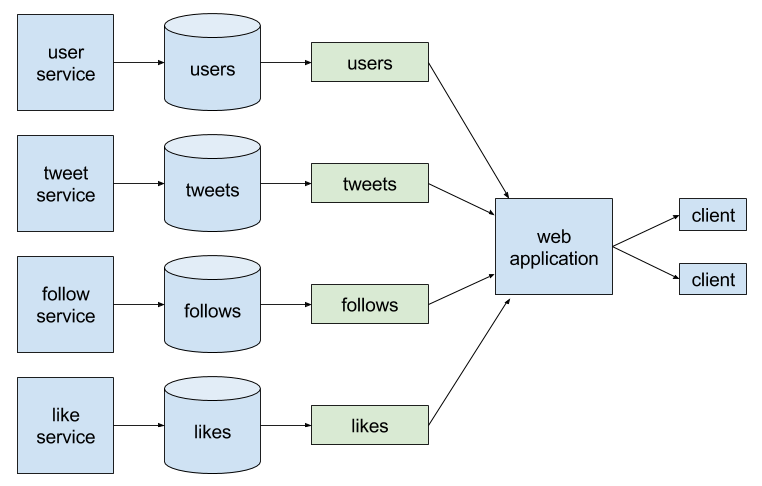 user
service
users
users
tweet
service
tweets
tweets
follow
service
follows
follows
like
service
likes
likes
web
application
client
client